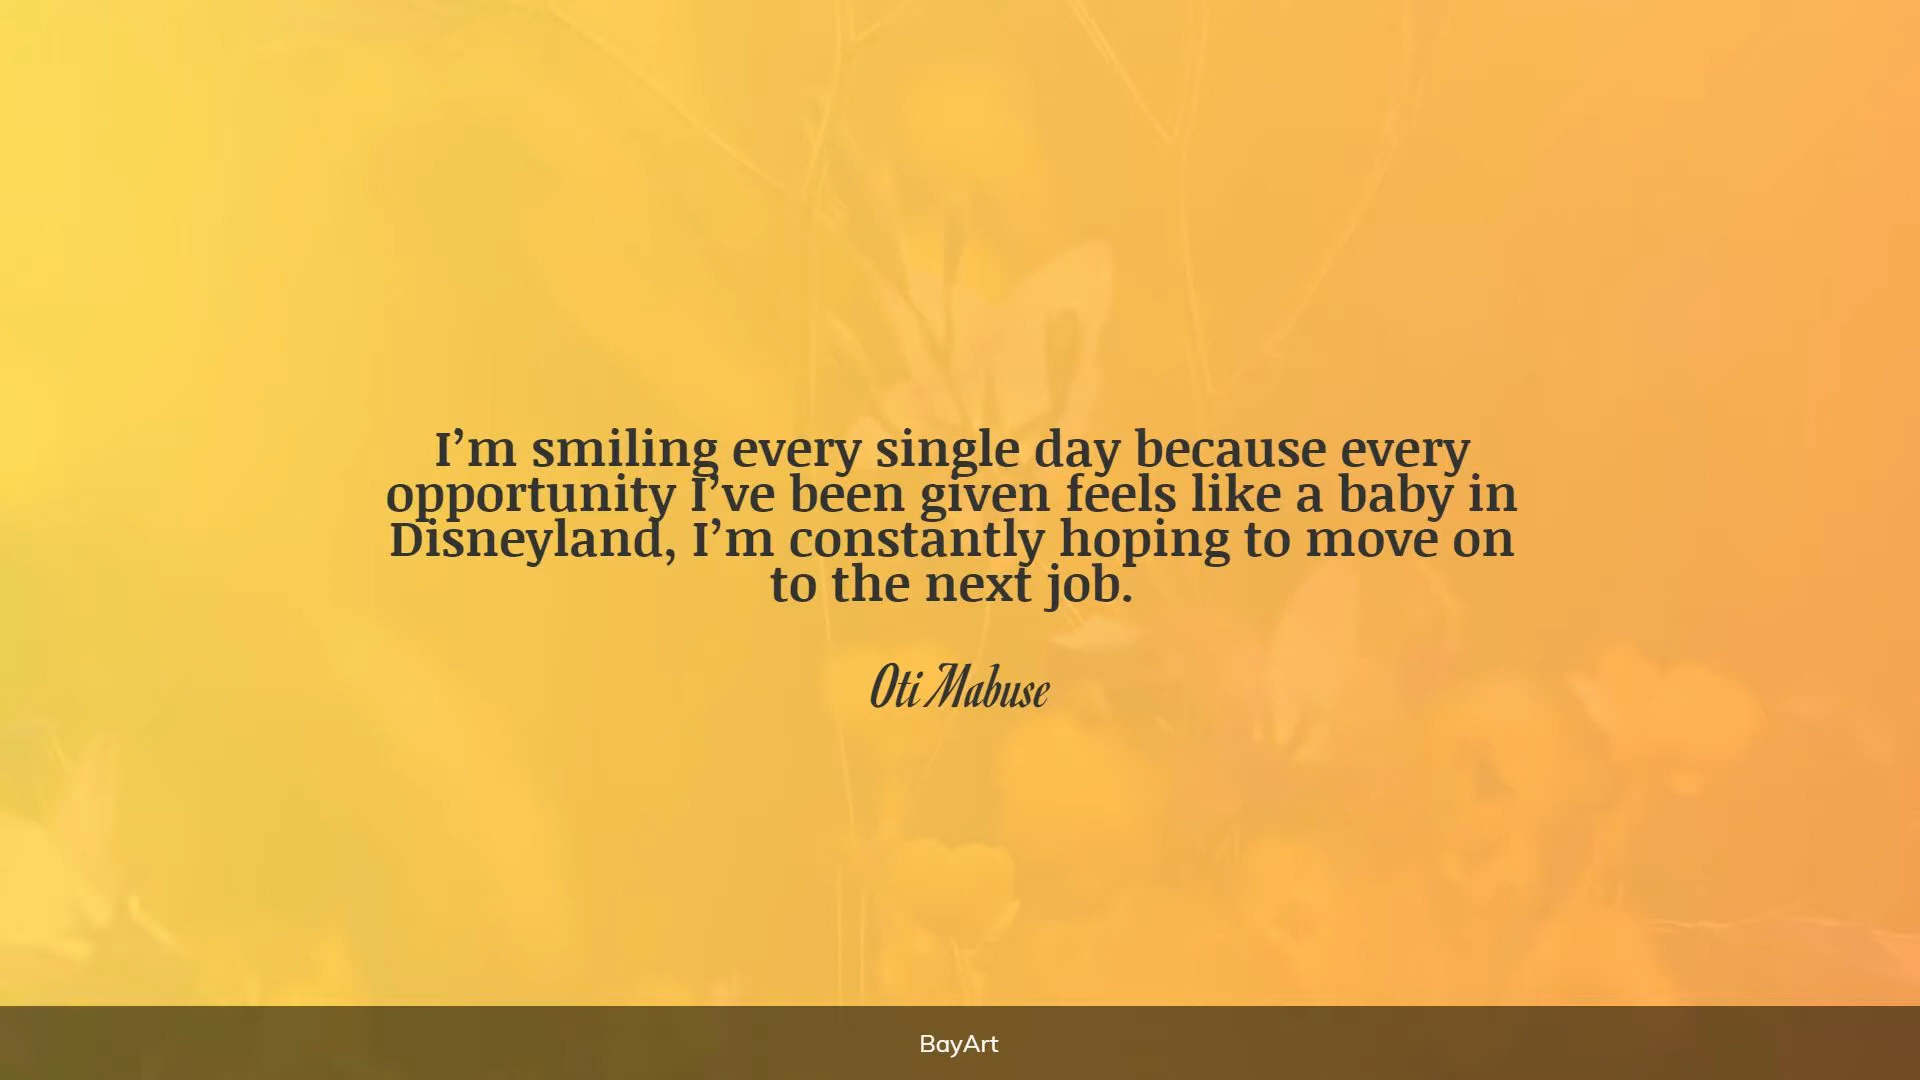 I’m smiling every single day because every
opportunity I’ve been given feels like a baby in
Disneyland, I’m constantly hoping to move on
to the next job.
Oti Mabuse
BayArt